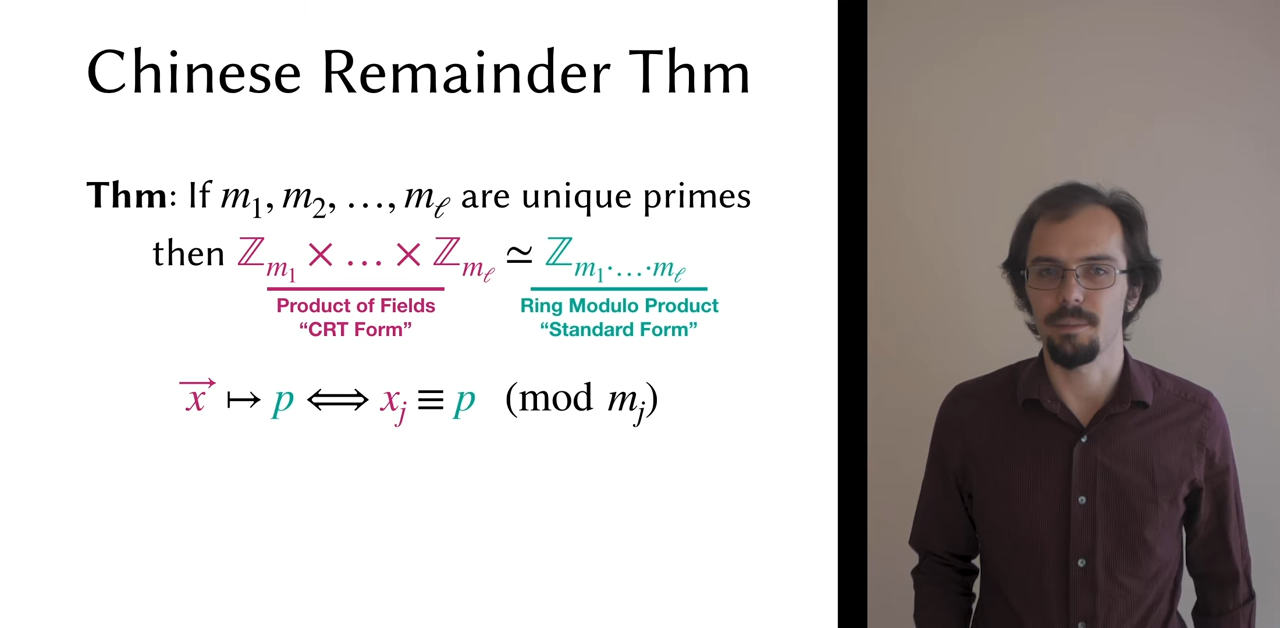 Chinese Remainder Thm
Thm: If m₁, m₂, …, m_ℓ are unique primes
then ℤ_{m₁} × … × ℤ_{m_ℓ} ≃ ℤ_{m₁·…·m_ℓ}
Product of Fields Ring Modulo Product
“CRT Form” “Standard Form”
x⃗ ↦ p ⟺ x_j ≡ p (mod m_j)